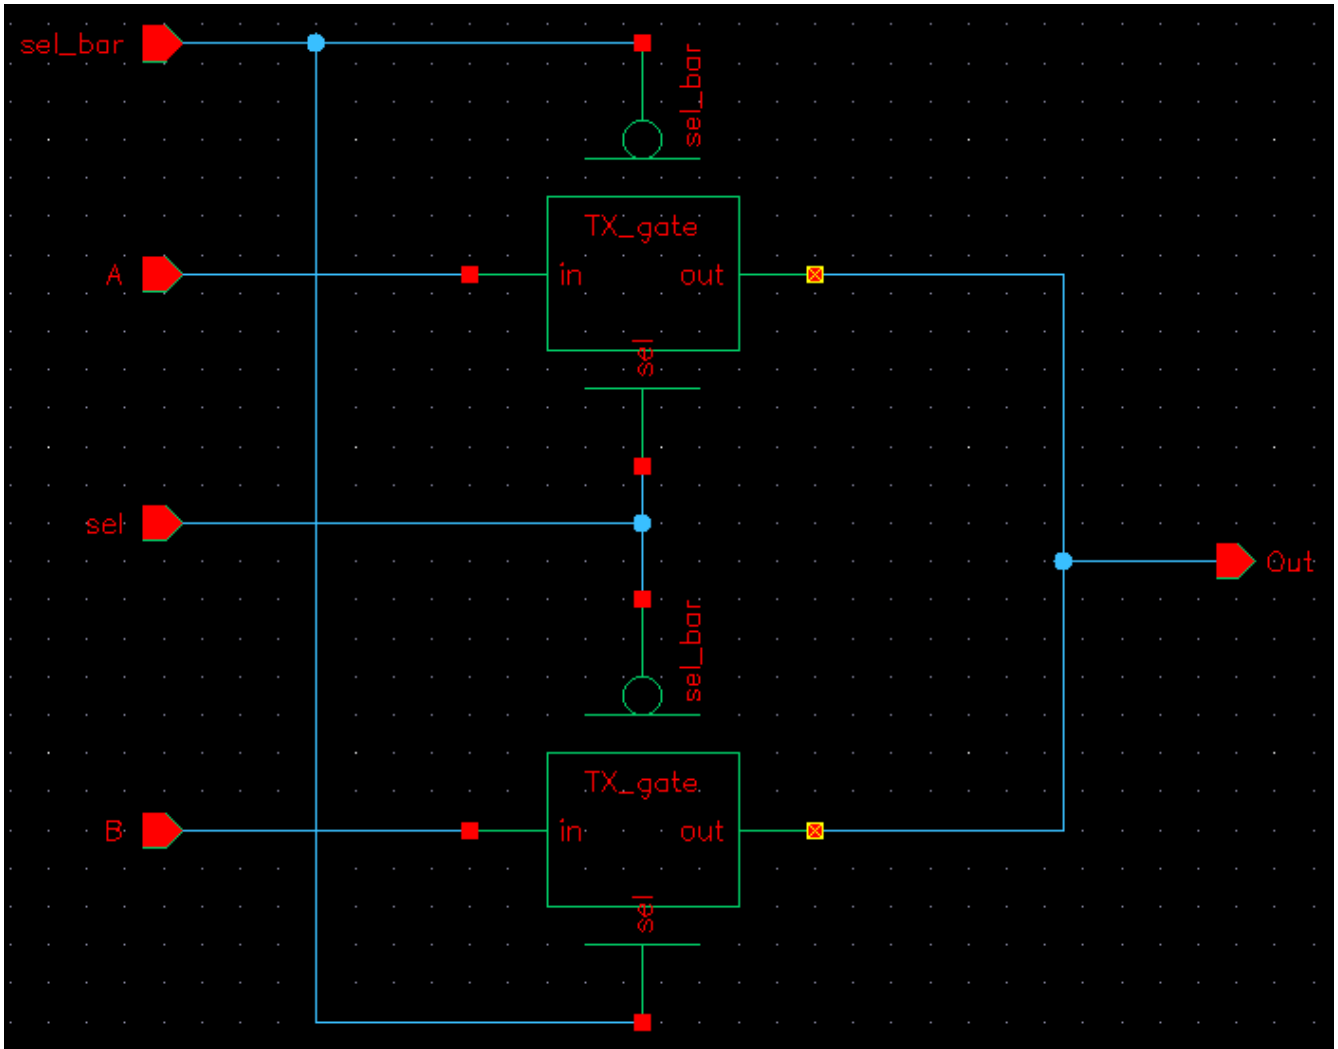 sel_bar
sel_bar
TX_gate
A
in
out
sel
sel
sel_bar
Out
TX_gate
B
in
out
sel